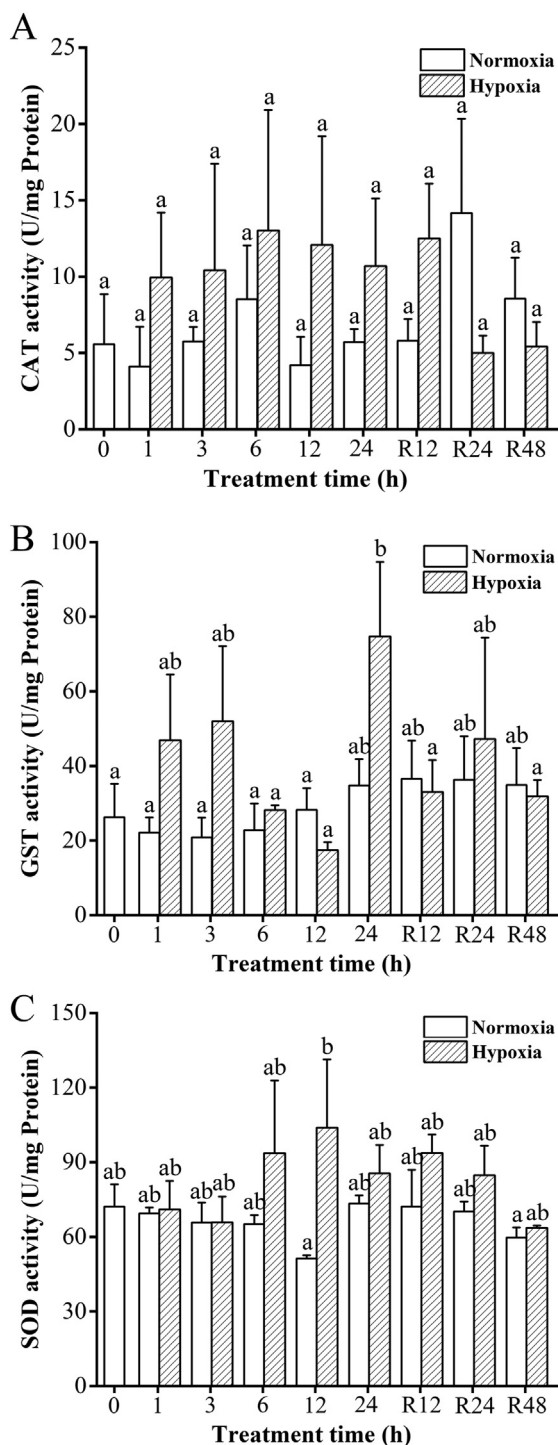 A
CAT activity (U/mg Protein)
25
20
15
10
5
0
Normoxia
Hypoxia
a a a a a a a a a a a a a a a a a
0 1 3 6 12 24 R12 R24 R48
Treatment time (h)
B
GST activity (U/mg Protein)
100
80
60
40
20
0
Normoxia
Hypoxia
a a ab a ab a a a a ab b ab a ab ab ab a
0 1 3 6 12 24 R12 R24 R48
Treatment time (h)
C
SOD activity (U/mg Protein)
150
120
90
60
30
0
Normoxia
Hypoxia
ab ab ab ab ab ab ab a b ab ab ab ab ab ab a ab
0 1 3 6 12 24 R12 R24 R48
Treatment time (h)